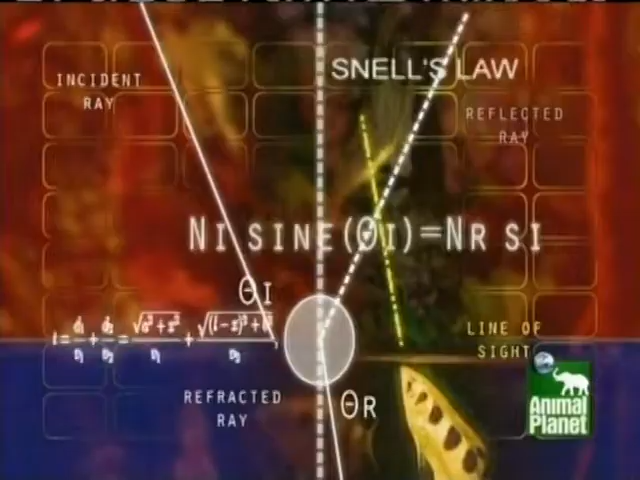 SNELL'S LAW
INCIDENT
RAY
REFLECTED
RAY
NI SINE(ΘI)=NR SI
ΘI
LINE OF
SIGHT
REFRACTED
RAY
ΘR
Animal
Planet